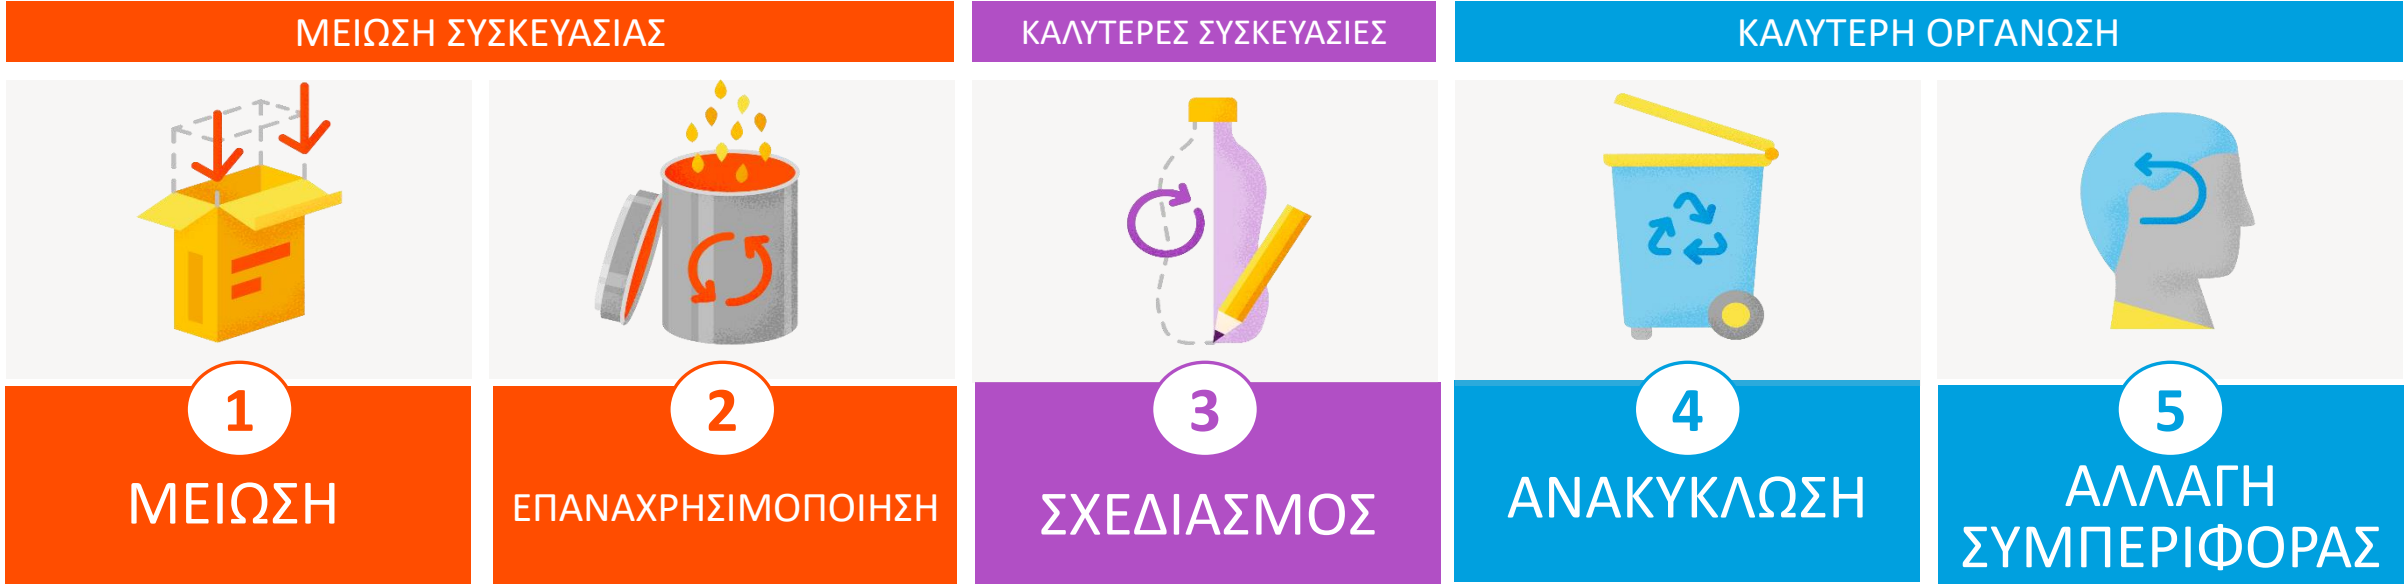 ΜΕΙΩΣΗ ΣΥΣΚΕΥΑΣΙΑΣ
ΚΑΛΥΤΕΡΕΣ ΣΥΣΚΕΥΑΣΙΕΣ
ΚΑΛΥΤΕΡΗ ΟΡΓΑΝΩΣΗ
1
ΜΕΙΩΣΗ
2
ΕΠΑΝΑΧΡΗΣΙΜΟΠΟΙΗΣΗ
3
ΣΧΕΔΙΑΣΜΟΣ
4
ΑΝΑΚΥΚΛΩΣΗ
5
ΑΛΛΑΓΗ
ΣΥΜΠΕΡΙΦΟΡΑΣ